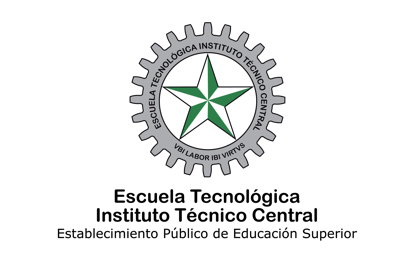 ESCUELA TECNOLÓGICA INSTITUTO TÉCNICO CENTRAL
VBI LABOR IBI VIRTVS
Escuela Tecnológica
Instituto Técnico Central
Establecimiento Público de Educación Superior